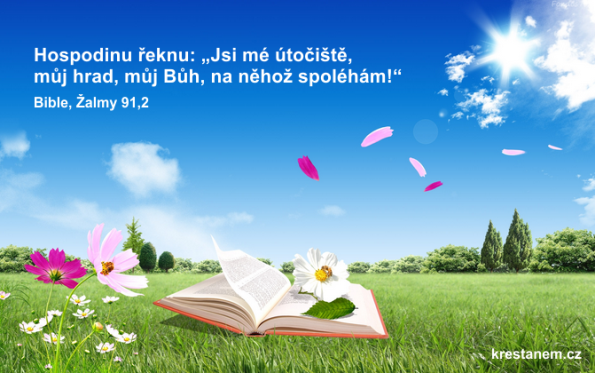 Hospodinu řeknu: „Jsi mé útočiště,
můj hrad, můj Bůh, na něhož spoléhám!“
Bible, Žalmy 91,2
krestanem.cz